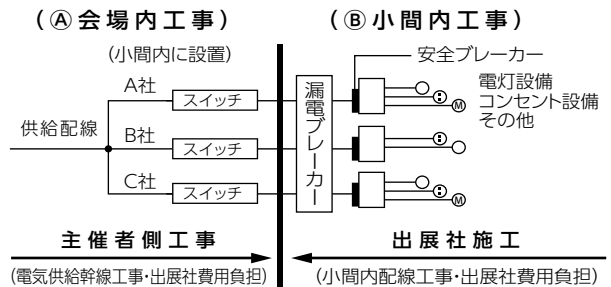 （Ⓐ会場内工事）
（Ⓑ小間内工事）
（小間内に設置）
安全ブレーカー
A社
スイッチ
漏電ブレーカー
電灯設備
コンセント設備
その他
M
供給配線
B社
スイッチ
C社
スイッチ
M
主催者側工事
出展社施工
（電気供給幹線工事・出展社費用負担）
（小間内配線工事・出展社費用負担）